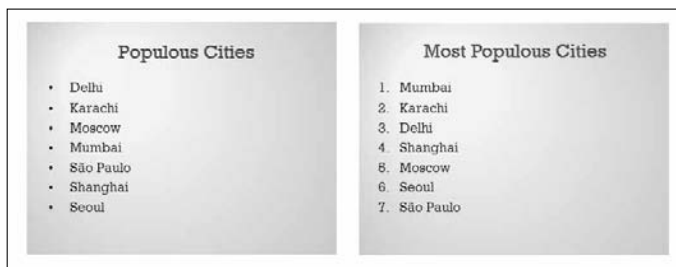 Populous Cities
• Delhi
• Karachi
• Moscow
• Mumbai
• São Paulo
• Shanghai
• Seoul
Most Populous Cities
1. Mumbai
2. Karachi
3. Delhi
4. Shanghai
5. Moscow
6. Seoul
7. São Paulo